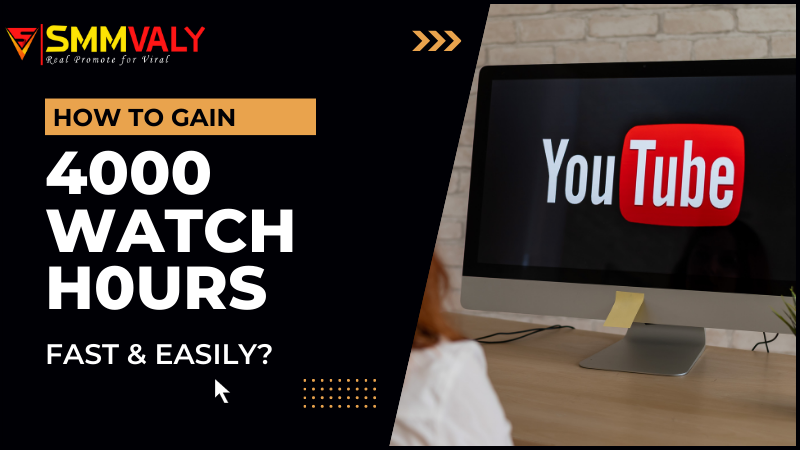 SMMVALY
Real Promote for Viral
HOW TO GAIN
4000
WATCH
H0URS
FAST & EASILY?
YouTube